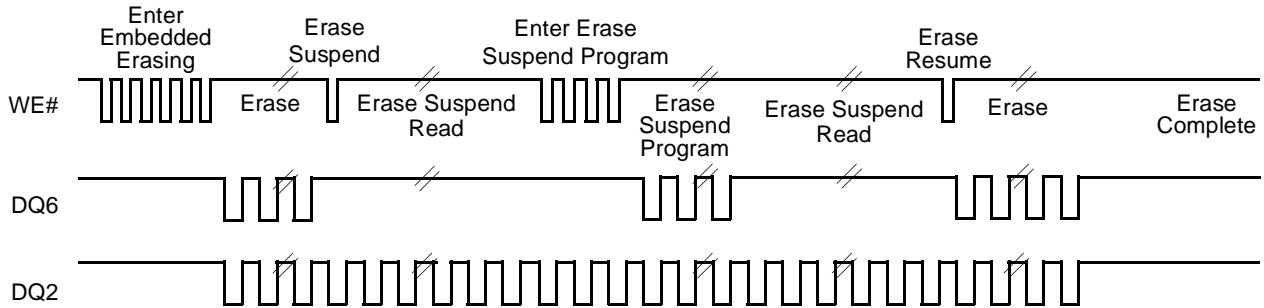 Enter
Embedded
Erasing
Erase
Suspend
Enter Erase
Suspend Program
Erase
Resume
WE#
Erase
Erase Suspend
Read
Erase
Suspend
Program
Erase Suspend
Read
Erase
Erase
Complete
DQ6
DQ2